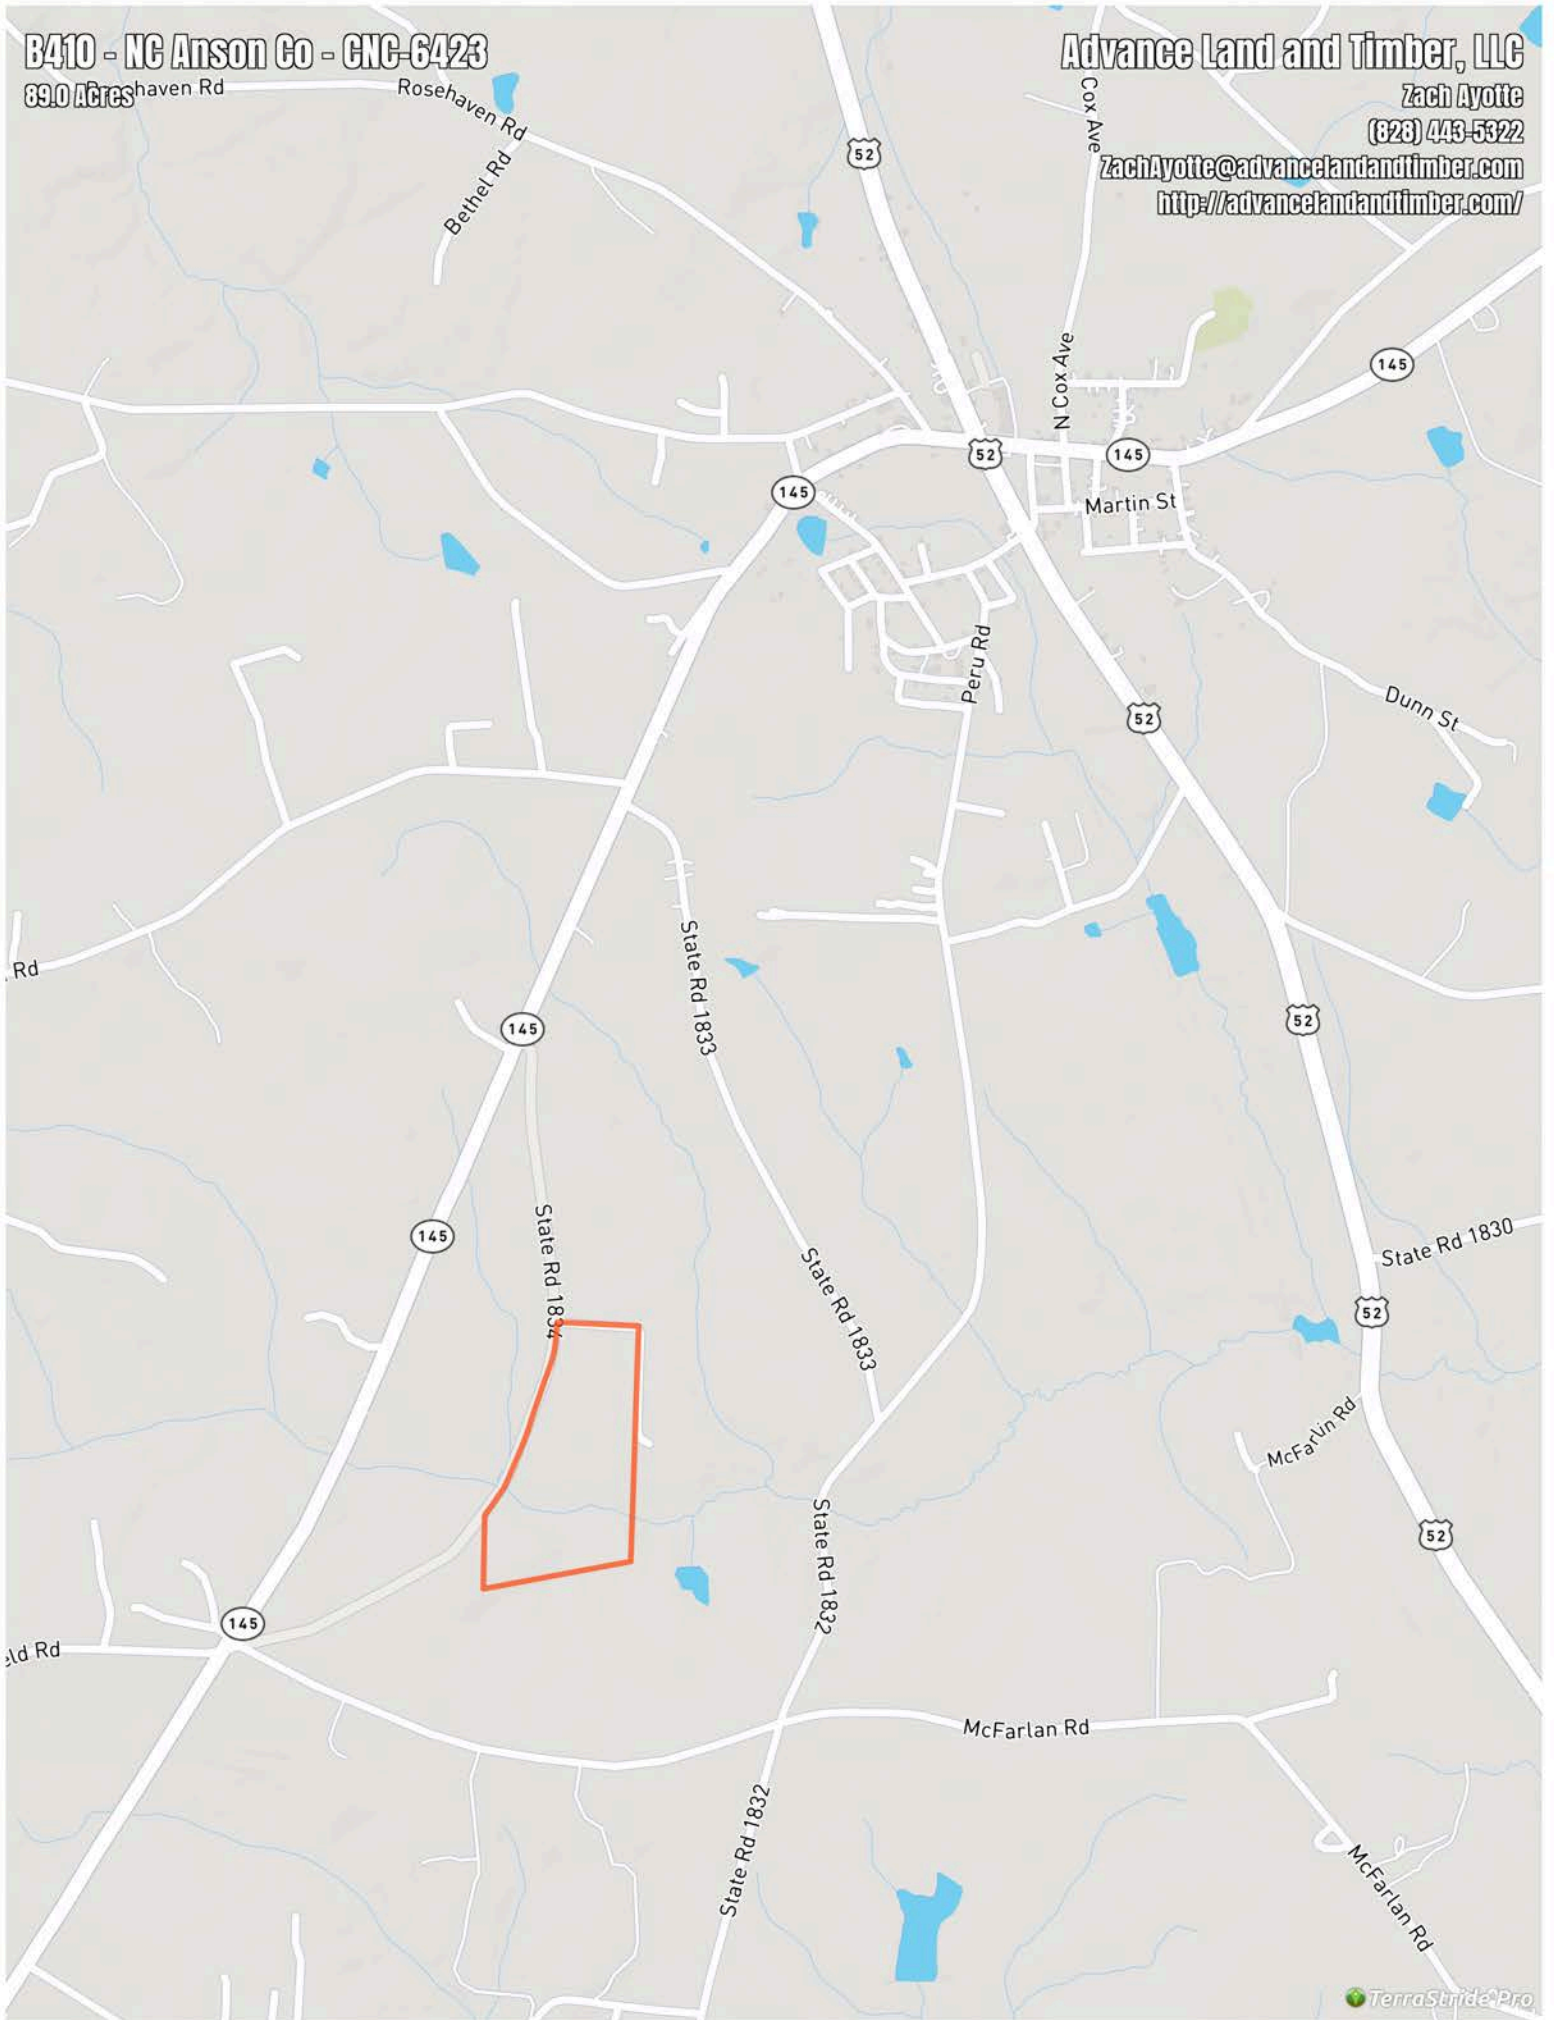 B410 - NC Anson Co - CNC-6423
89.0 Acres
Advance Land and Timber, LLC
Zach Ayotte
(828) 443-5322
ZachAyotte@advancelandandtimber.com
http://advancelandandtimber.com/
haven Rd
Rosehaven Rd
Bethel Rd
Cox Ave
52
N Cox Ave
145
52
145
145
Martin St
Peru Rd
52
Dunn St
Rd
State Rd 1833
145
52
145
State Rd 1834
State Rd 1830
State Rd 1833
52
McFarlin Rd
State Rd 1832
52
145
eld Rd
McFarlan Rd
State Rd 1832
McFarlan Rd
TerraStride Pro